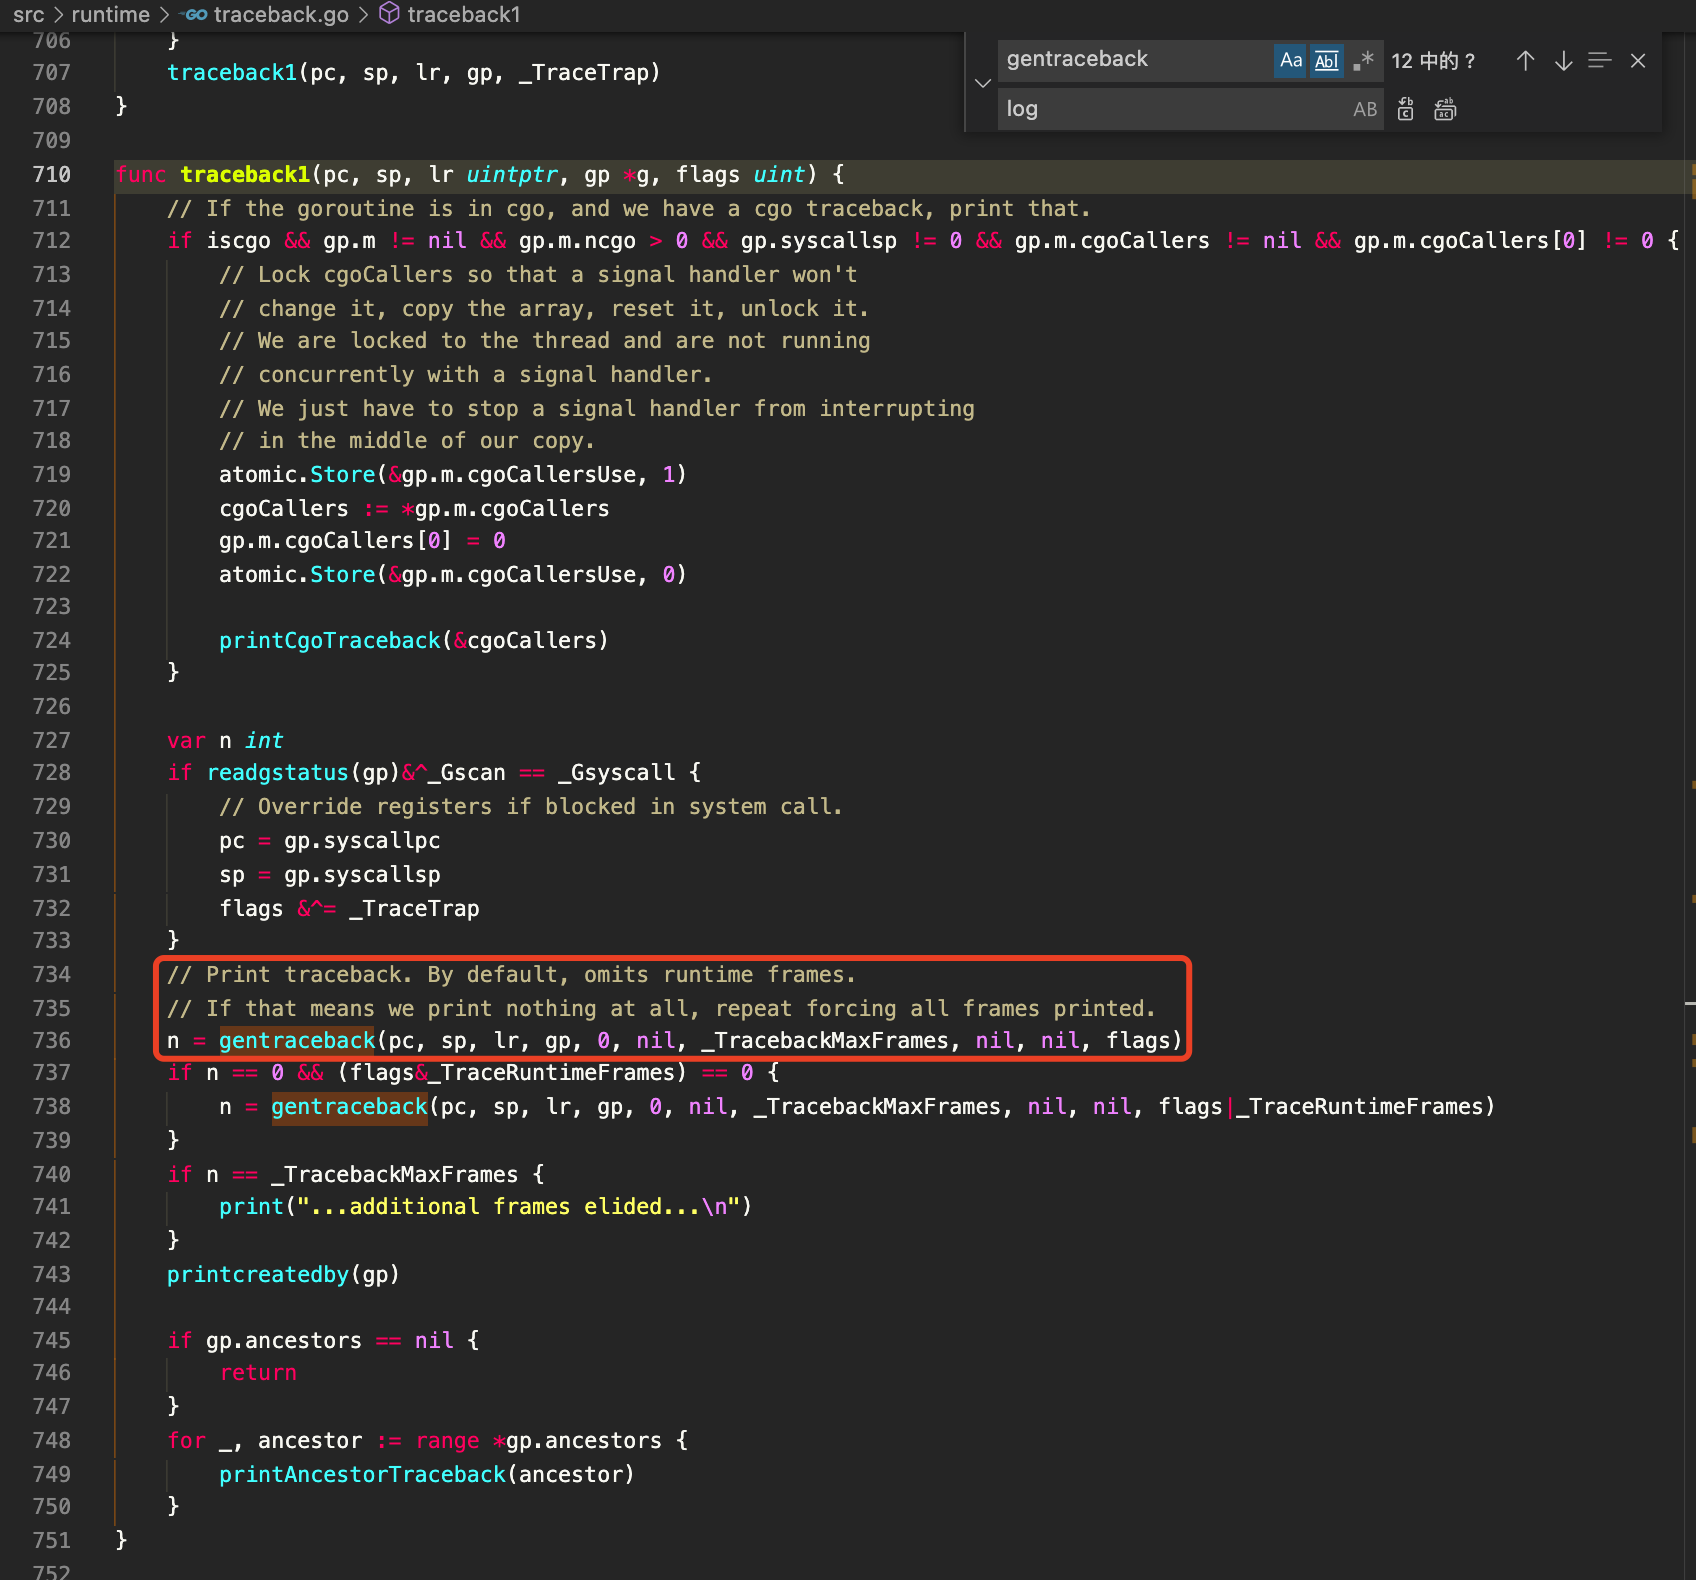 src > runtime > GO traceback.go > traceback1
gentraceback Aa Abl .* 12 中的 ?
log AB
706 }
707 traceback1(pc, sp, lr, gp, _TraceTrap)
708 }
709
710 func traceback1(pc, sp, lr uintptr, gp *g, flags uint) {
711 // If the goroutine is in cgo, and we have a cgo traceback, print that.
712 if iscgo && gp.m != nil && gp.m.ncgo > 0 && gp.syscallsp != 0 && gp.m.cgoCallers != nil && gp.m.cgoCallers[0] != 0 {
713 // Lock cgoCallers so that a signal handler won't
714 // change it, copy the array, reset it, unlock it.
715 // We are locked to the thread and are not running
716 // concurrently with a signal handler.
717 // We just have to stop a signal handler from interrupting
718 // in the middle of our copy.
719 atomic.Store(&gp.m.cgoCallersUse, 1)
720 cgoCallers := *gp.m.cgoCallers
721 gp.m.cgoCallers[0] = 0
722 atomic.Store(&gp.m.cgoCallersUse, 0)
723
724 printCgoTraceback(&cgoCallers)
725 }
726
727 var n int
728 if readgstatus(gp)&^_Gscan == _Gsyscall {
729 // Override registers if blocked in system call.
730 pc = gp.syscallpc
731 sp = gp.syscallsp
732 flags &^= _TraceTrap
733 }
734 // Print traceback. By default, omits runtime frames.
735 // If that means we print nothing at all, repeat forcing all frames printed.
736 n = gentraceback(pc, sp, lr, gp, 0, nil, _TracebackMaxFrames, nil, nil, flags)
737 if n == 0 && (flags&_TraceRuntimeFrames) == 0 {
738 n = gentraceback(pc, sp, lr, gp, 0, nil, _TracebackMaxFrames, nil, nil, flags|_TraceRuntimeFrames)
739 }
740 if n == _TracebackMaxFrames {
741 print("...additional frames elided...\n")
742 }
743 printcreatedby(gp)
744
745 if gp.ancestors == nil {
746 return
747 }
748 for _, ancestor := range *gp.ancestors {
749 printAncestorTraceback(ancestor)
750 }
751 }
752